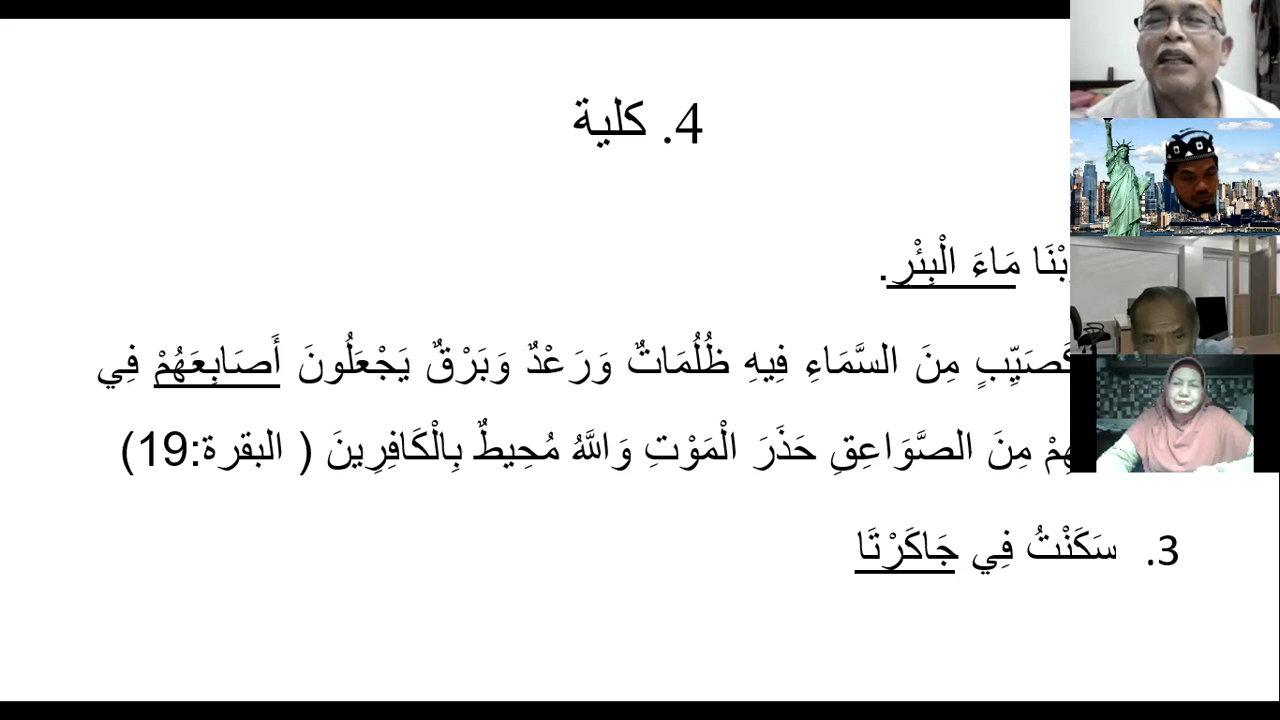 4. كلية
مَاءَ الْبِئْرِ.
كَصَيِّبٍ مِنَ السَّمَاءِ فِيهِ ظُلُمَاتٌ وَرَعْدٌ وَبَرْقٌ يَجْعَلُونَ أَصَابِعَهُمْ فِي
مِنَ الصَّوَاعِقِ حَذَرَ الْمَوْتِ وَاللَّهُ مُحِيطٌ بِالْكَافِرِينَ ( البقرة:19)
3. سَكَنْتُ فِي جَاكَرْتَا